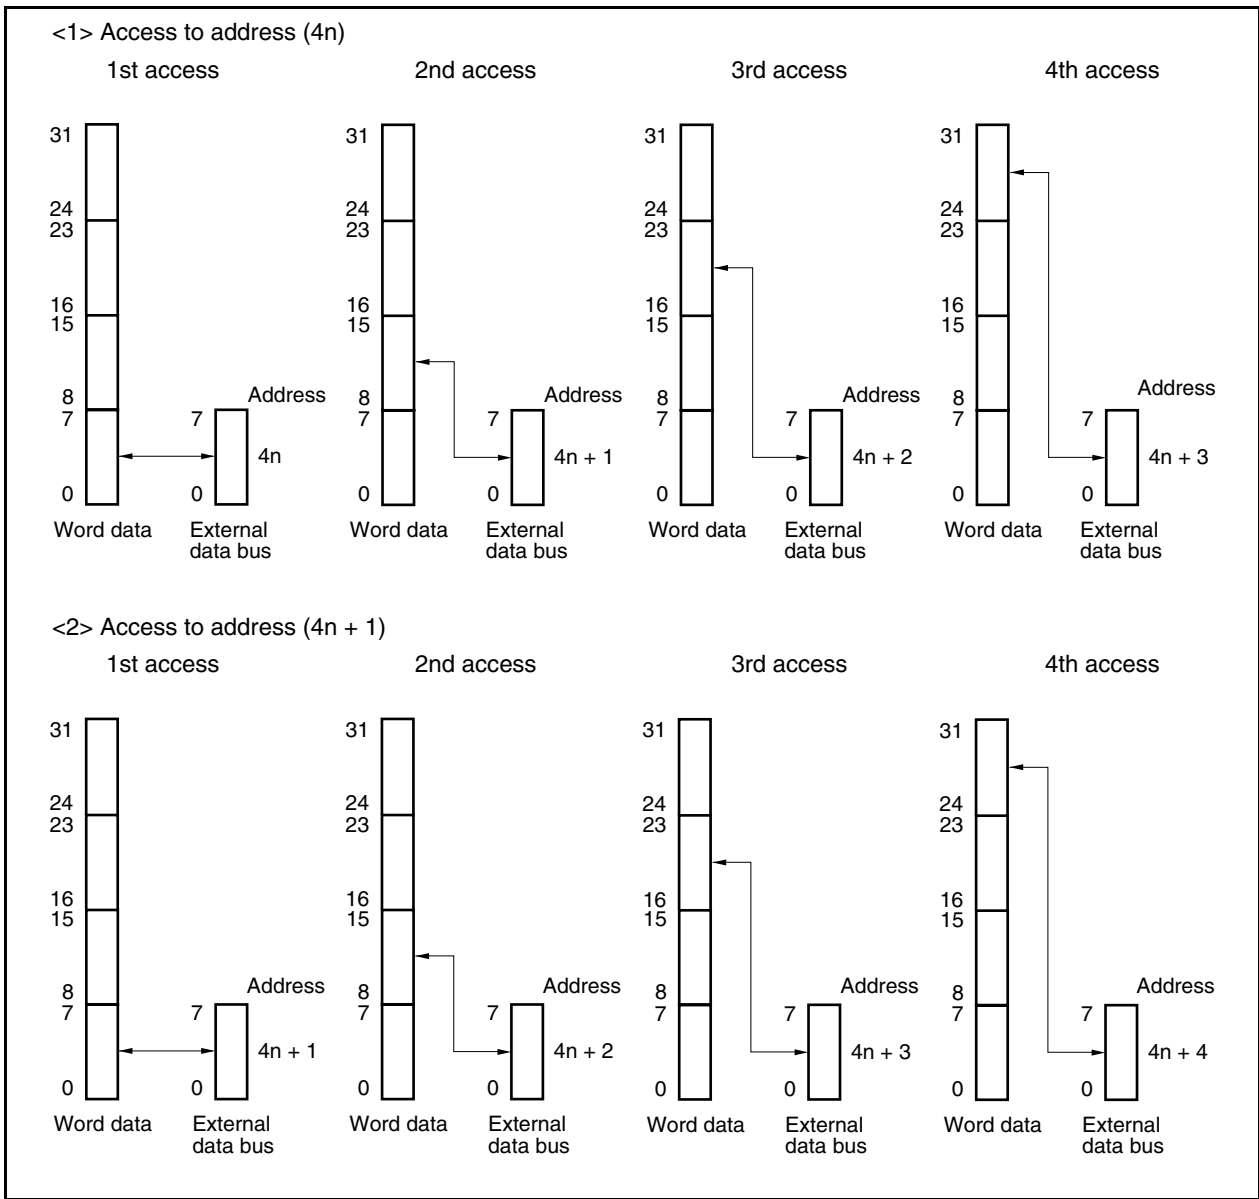 <1> Access to address (4n)
1st access 2nd access 3rd access 4th access
31 31 31 31
24 24 24 24
23 23 23 23
16 16 16 16
15 15 15 15
Address Address Address Address
8 8 8 8
7 7 7 7 7 7 7 7
4n 4n + 1 4n + 2 4n + 3
0 0 0 0 0 0 0 0
Word data External Word data External Word data External Word data External
data bus data bus data bus data bus
<2> Access to address (4n + 1)
1st access 2nd access 3rd access 4th access
31 31 31 31
24 24 24 24
23 23 23 23
16 16 16 16
15 15 15 15
Address Address Address Address
8 8 8 8
7 7 7 7 7 7 7 7
4n + 1 4n + 2 4n + 3 4n + 4
0 0 0 0 0 0 0 0
Word data External Word data External Word data External Word data External
data bus data bus data bus data bus